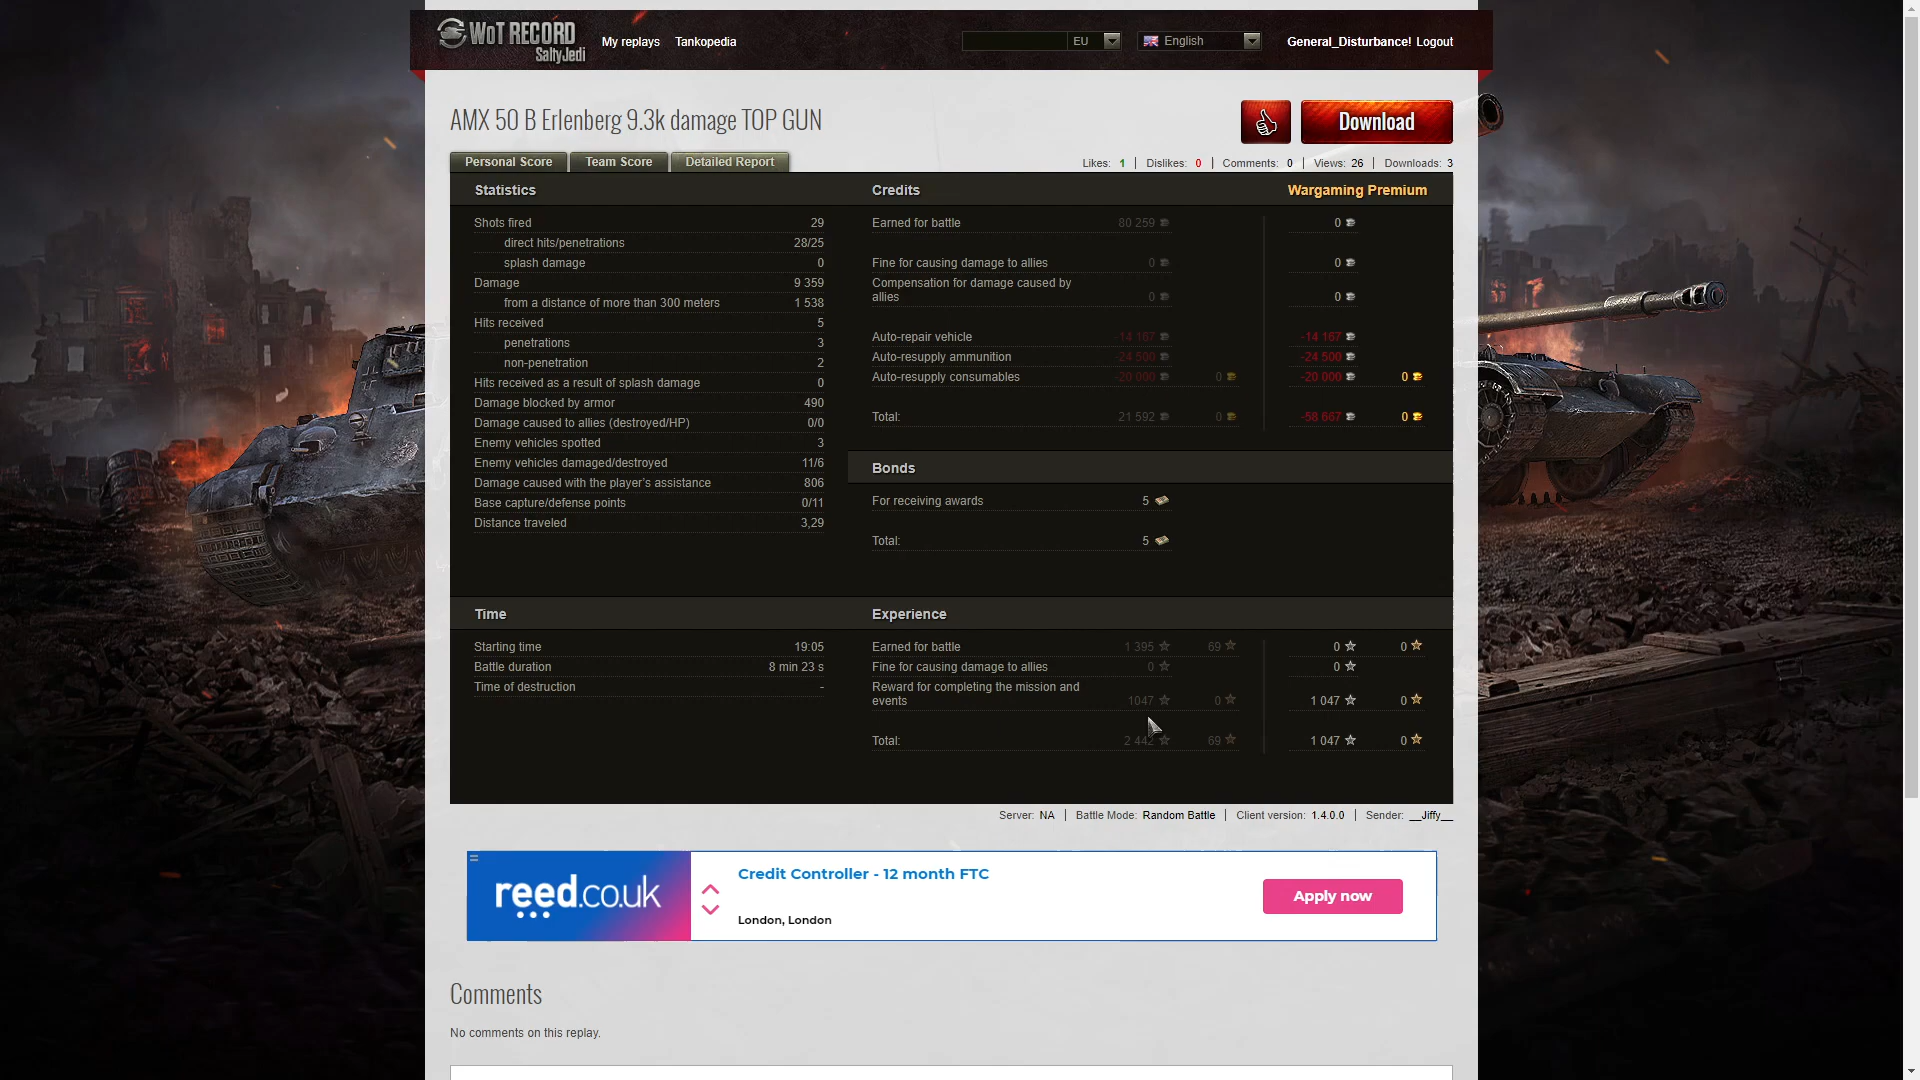 WoT RECORD
SaltyJedi
My replays Tankopedia EU English General_Disturbance! Logout
AMX 50 B Erlenberg 9.3k damage TOP GUN
Download
Personal Score Team Score Detailed Report
Likes: 1 | Dislikes: 0 | Comments: 0 | Views: 26 | Downloads: 3
Statistics
Shots fired 29
direct hits/penetrations 28/25
splash damage 0
Damage 9 359
from a distance of more than 300 meters 1 538
Hits received 5
penetrations 3
non-penetration 2
Hits received as a result of splash damage 0
Damage blocked by armor 490
Damage caused to allies (destroyed/HP) 0/0
Enemy vehicles spotted 3
Enemy vehicles damaged/destroyed 11/6
Damage caused with the player's assistance 806
Base capture/defense points 0/11
Distance traveled 3,29
Credits Wargaming Premium
Earned for battle 80 259 0
Fine for causing damage to allies 0 0
Compensation for damage caused by
allies 0 0
Auto-repair vehicle -14 167 -14 167
Auto-resupply ammunition -24 500 -24 500
Auto-resupply consumables -20 000 0 -20 000 0
Total: 21 592 0 -58 667 0
Bonds
For receiving awards 5
Total: 5
Time
Starting time 19:05
Battle duration 8 min 23 s
Time of destruction -
Experience
Earned for battle 1 395 69 0 0
Fine for causing damage to allies 0 0
Reward for completing the mission and
events 1047 0 1 047 0
Total: 2 442 69 1 047 0
Server: NA | Battle Mode: Random Battle | Client version: 1.4.0.0 | Sender: __Jiffy__
reed.co.uk
Credit Controller - 12 month FTC
London, London
Apply now
Comments
No comments on this replay.